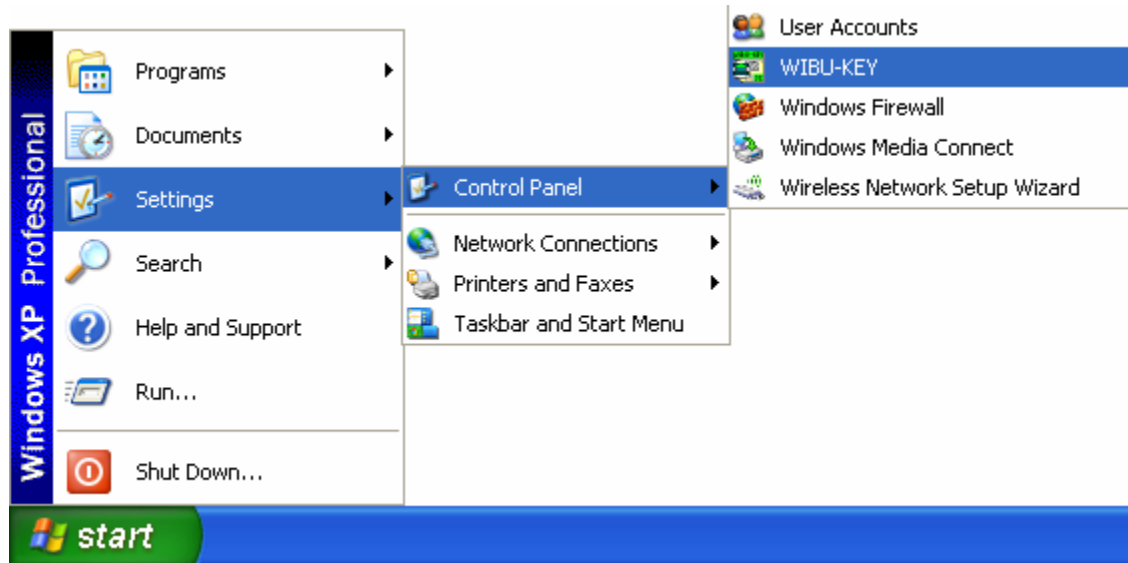 Windows XP Professional
Programs
Documents
Settings
Search
Help and Support
Run...
Shut Down...
start
Control Panel
Network Connections
Printers and Faxes
Taskbar and Start Menu
User Accounts
WIBU-KEY
Windows Firewall
Windows Media Connect
Wireless Network Setup Wizard